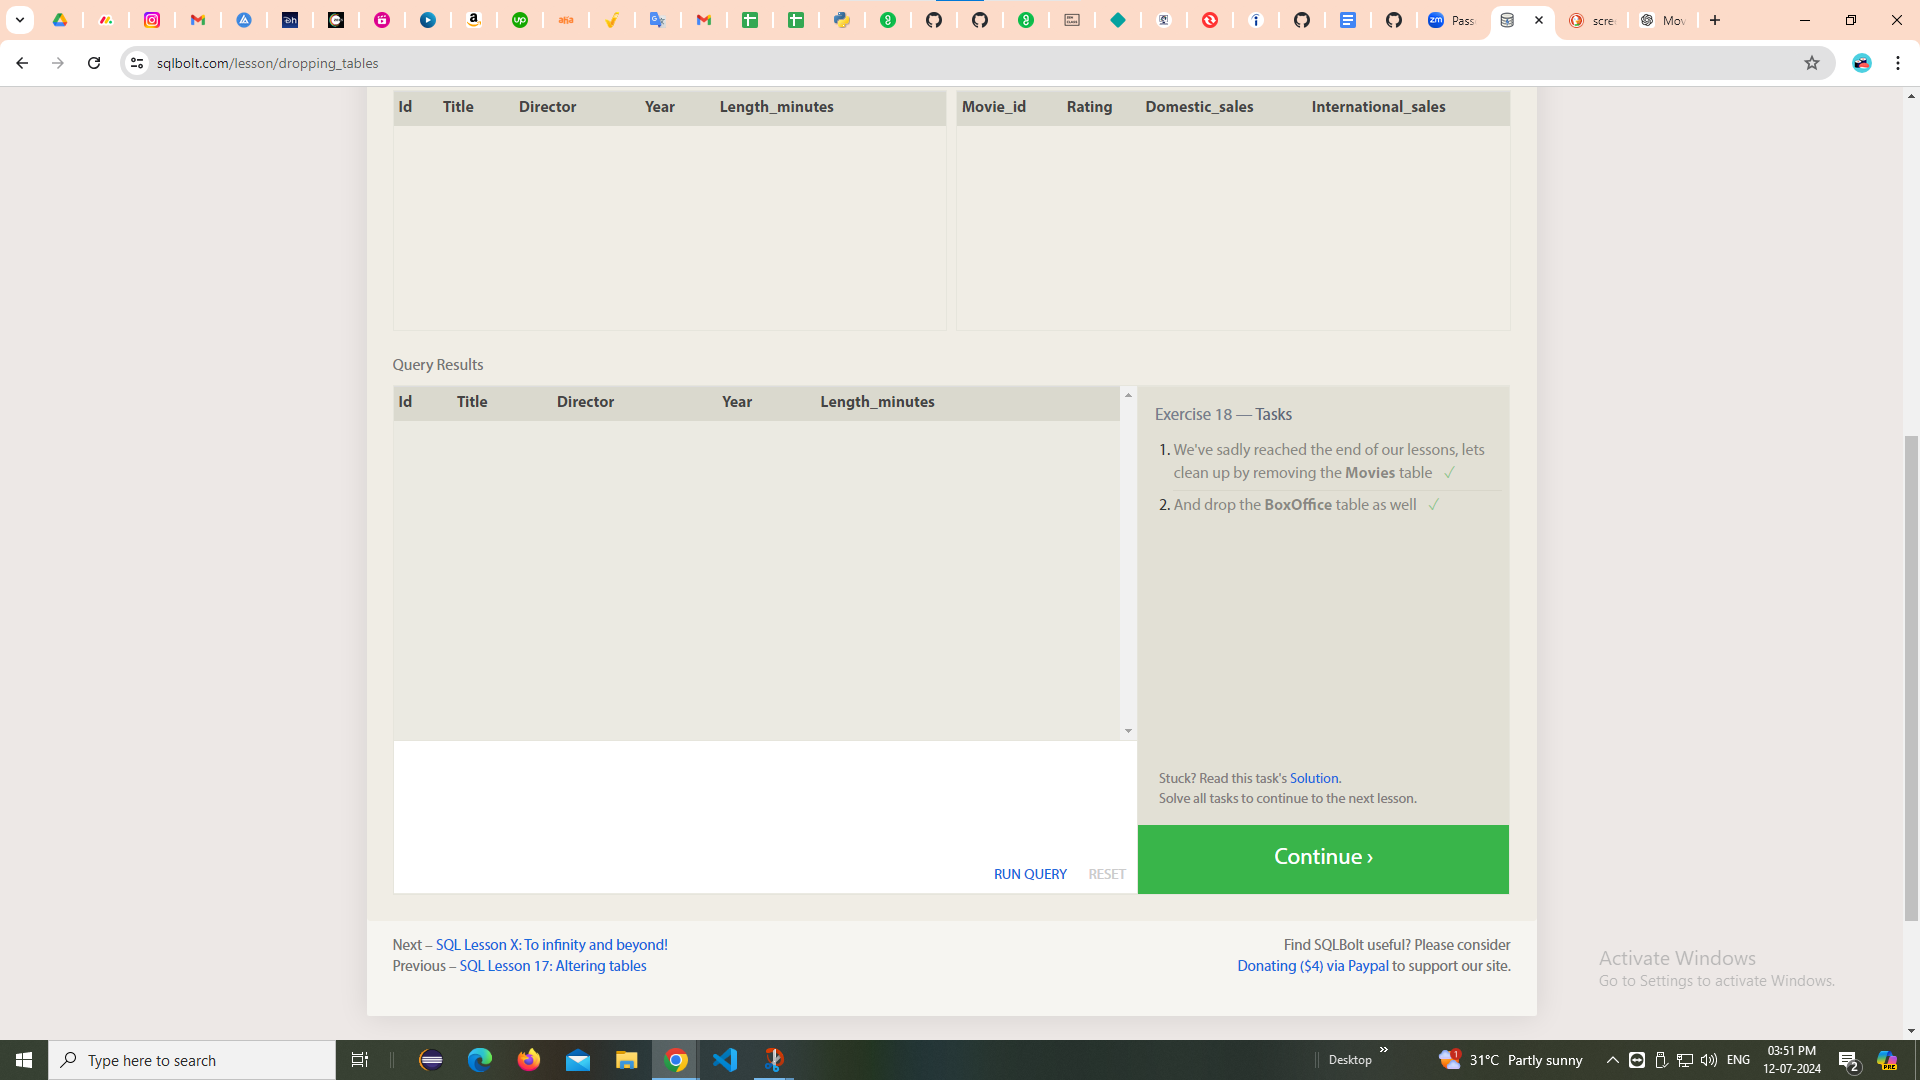 Pass
scre
Mov
sqlbolt.com/lesson/dropping_tables
Id Title Director Year Length_minutes
Movie_id Rating Domestic_sales International_sales
Query Results
Id Title Director Year Length_minutes
Exercise 18 — Tasks
1. We've sadly reached the end of our lessons, lets
clean up by removing the Movies table ✓
2. And drop the BoxOffice table as well ✓
Stuck? Read this task's Solution.
Solve all tasks to continue to the next lesson.
RUN QUERY RESET
Continue ›
Next – SQL Lesson X: To infinity and beyond!
Previous – SQL Lesson 17: Altering tables
Find SQLBolt useful? Please consider
Donating ($4) via Paypal to support our site.
Activate Windows
Go to Settings to activate Windows.
Type here to search
Desktop
31°C Partly sunny
ENG
03:51 PM
12-07-2024
2